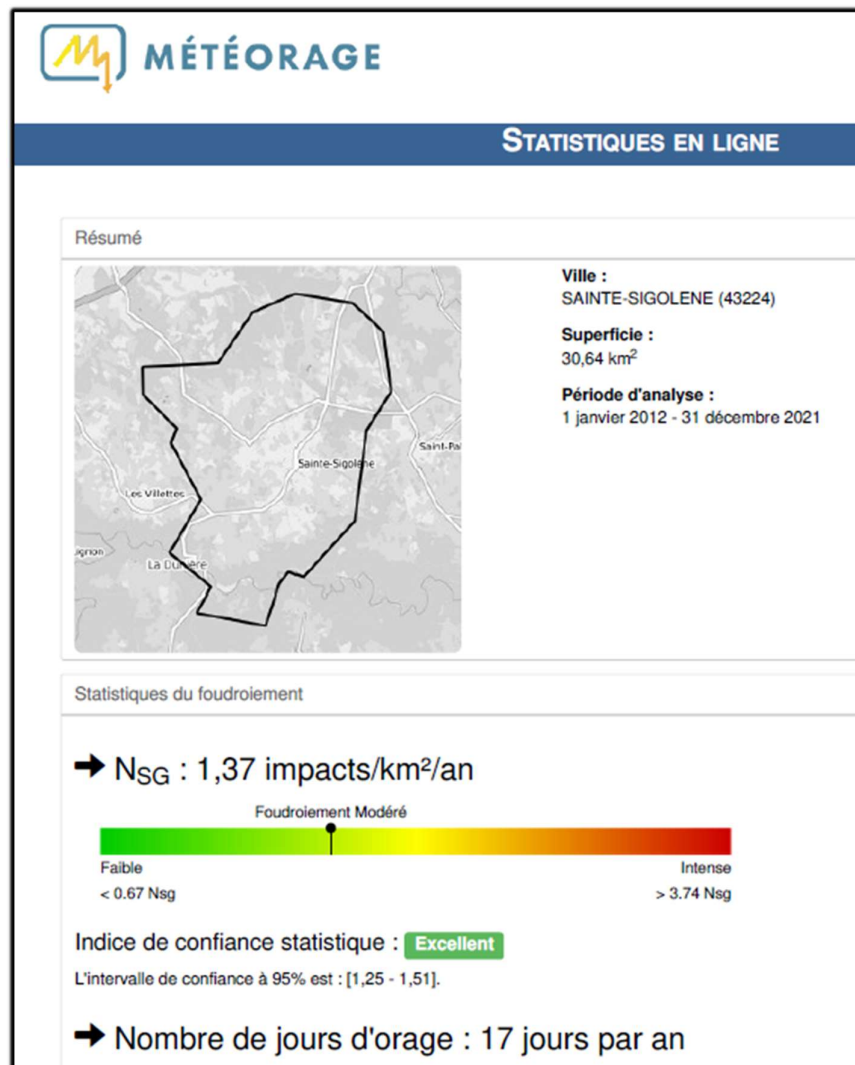 MÉTÉORAGE
STATISTIQUES EN LIGNE
Résumé
Ville :
SAINTE-SIGOLENE (43224)
Superficie :
30,64 km²
Période d'analyse :
1 janvier 2012 - 31 décembre 2021
Saint-Pal
Sainte-Sigolène
Les Villettes
La Dunière
Statistiques du foudroiement
➔ NSG : 1,37 impacts/km²/an
Foudroiement Modéré
Faible
Intense
< 0.67 Nsg
> 3.74 Nsg
Indice de confiance statistique : Excellent
L'intervalle de confiance à 95% est : [1,25 - 1,51].
➔ Nombre de jours d'orage : 17 jours par an